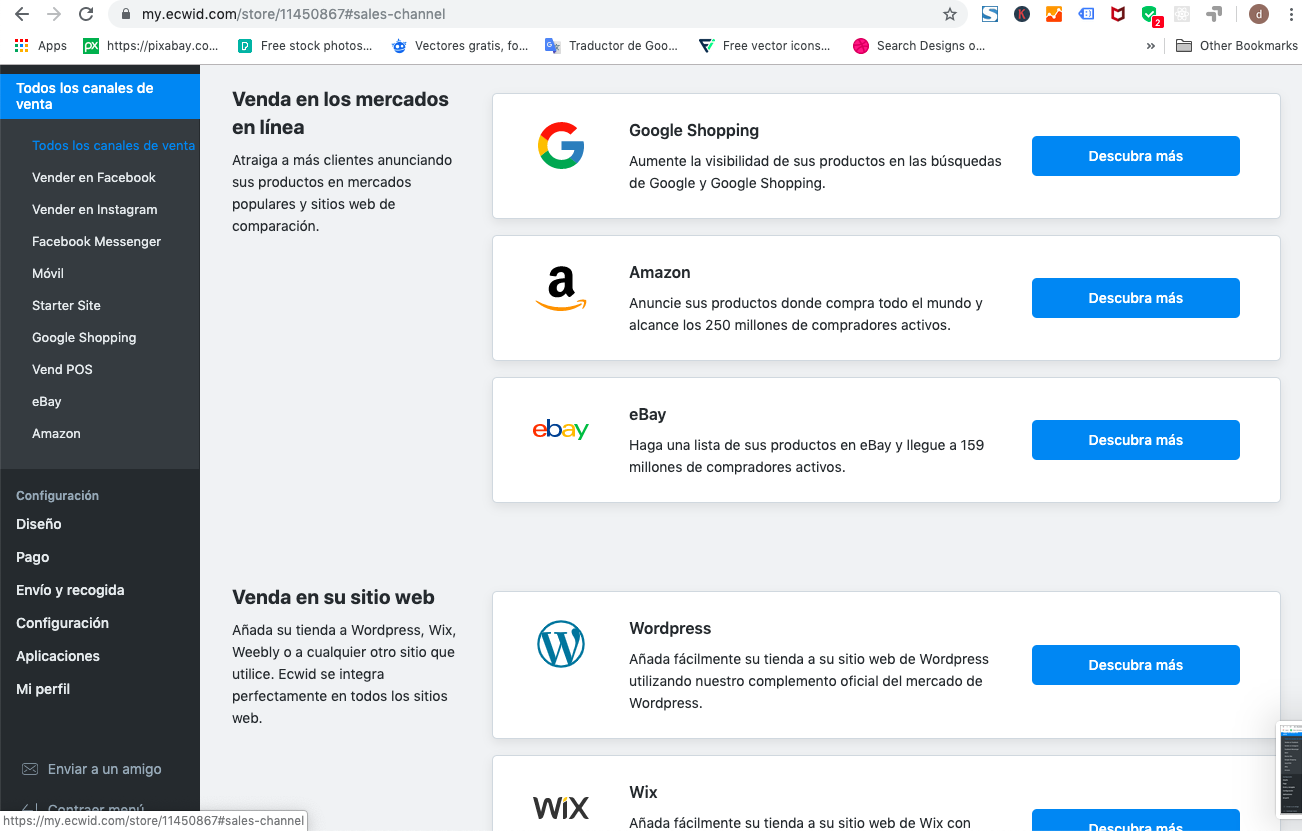 my.ecwid.com/store/11450867#sales-channel
d
2
Apps
https://pixabay.co...
Free stock photos...
Vectores gratis, fo...
Traductor de Goo...
Free vector icons...
Search Designs o...
»
Other Bookmarks
Todos los canales de
venta
Todos los canales de venta
Vender en Facebook
Vender en Instagram
Facebook Messenger
Móvil
Starter Site
Google Shopping
Vend POS
eBay
Amazon
Configuración
Diseño
Pago
Envío y recogida
Configuración
Aplicaciones
Mi perfil
Enviar a un amigo
Contraer menú
https://my.ecwid.com/store/11450867#sales-channel
Venda en los mercados
en línea
Atraiga a más clientes anunciando
sus productos en mercados
populares y sitios web de
comparación.
Google Shopping
Aumente la visibilidad de sus productos en las búsquedas
de Google y Google Shopping.
Descubra más
Amazon
Anuncie sus productos donde compra todo el mundo y
alcance los 250 millones de compradores activos.
Descubra más
ebay
eBay
Haga una lista de sus productos en eBay y llegue a 159
millones de compradores activos.
Descubra más
Venda en su sitio web
Añada su tienda a Wordpress, Wix,
Weebly o a cualquier otro sitio que
utilice. Ecwid se integra
perfectamente en todos los sitios
web.
Wordpress
Añada fácilmente su tienda a su sitio web de Wordpress
utilizando nuestro complemento oficial del mercado de
Wordpress.
Descubra más
WiX
Wix
Añada fácilmente su tienda a su sitio web de Wix con
Descubra más